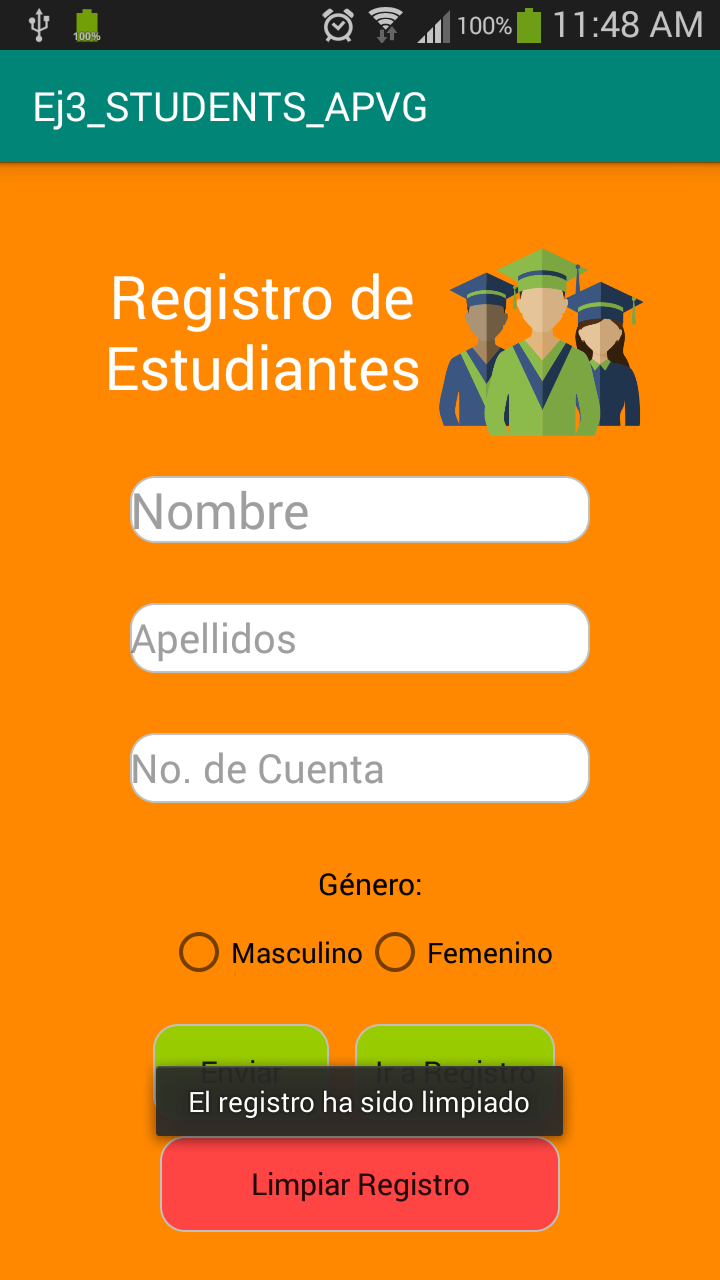 100%
100%
11:48 AM
Ej3_STUDENTS_APVG
Registro de
Estudiantes
Nombre
Apellidos
No. de Cuenta
Género:
Masculino
Femenino
Enviar
Ir a Registro
El registro ha sido limpiado
Limpiar Registro